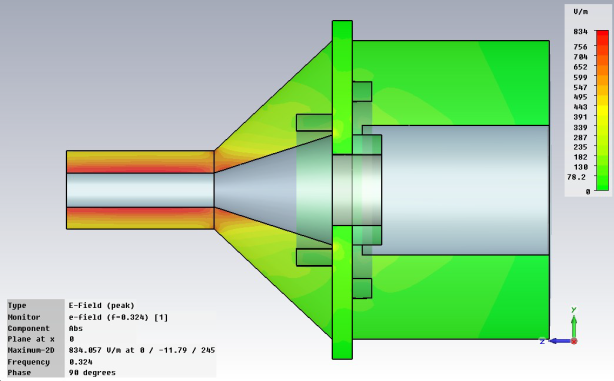 V/m
834
756
704
652
599
547
495
443
391
339
287
235
182
130
78.2
0
Type E-Field (peak)
Monitor e-field (f=0.324) [1]
Component Abs
Plane at x 0
Maximum-2D 834.057 V/m at 0 / -11.79 / 245
Frequency 0.324
Phase 90 degrees
y
z